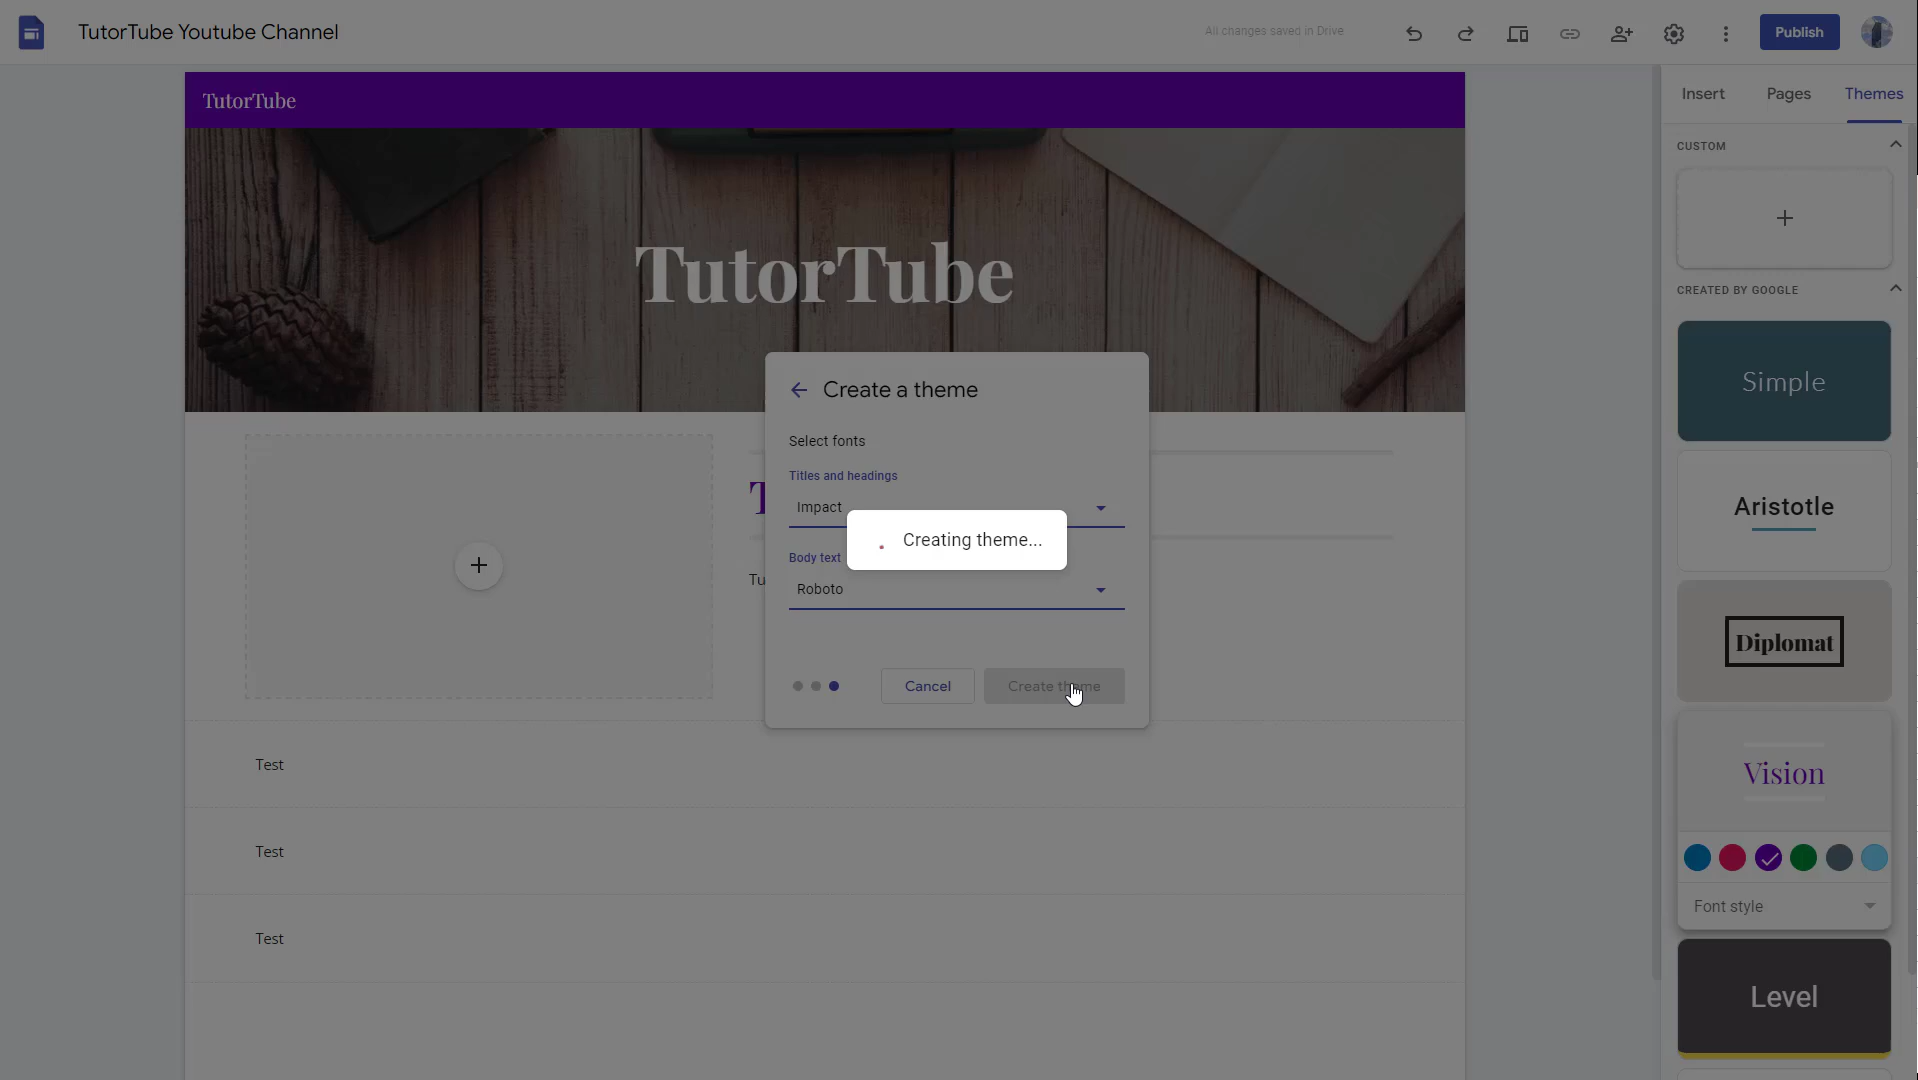 TutorTube Youtube Channel
All changes saved in Drive
Publish
TutorTube
Insert
Pages
Themes
CUSTOM
TutorTube
CREATED BY GOOGLE
Simple
Create a theme
Select fonts
Titles and headings
Impact
Aristotle
Creating theme...
Body text
Tu
Roboto
Diplomat
Cancel
Create theme
Vision
Test
Test
Font style
Test
Level